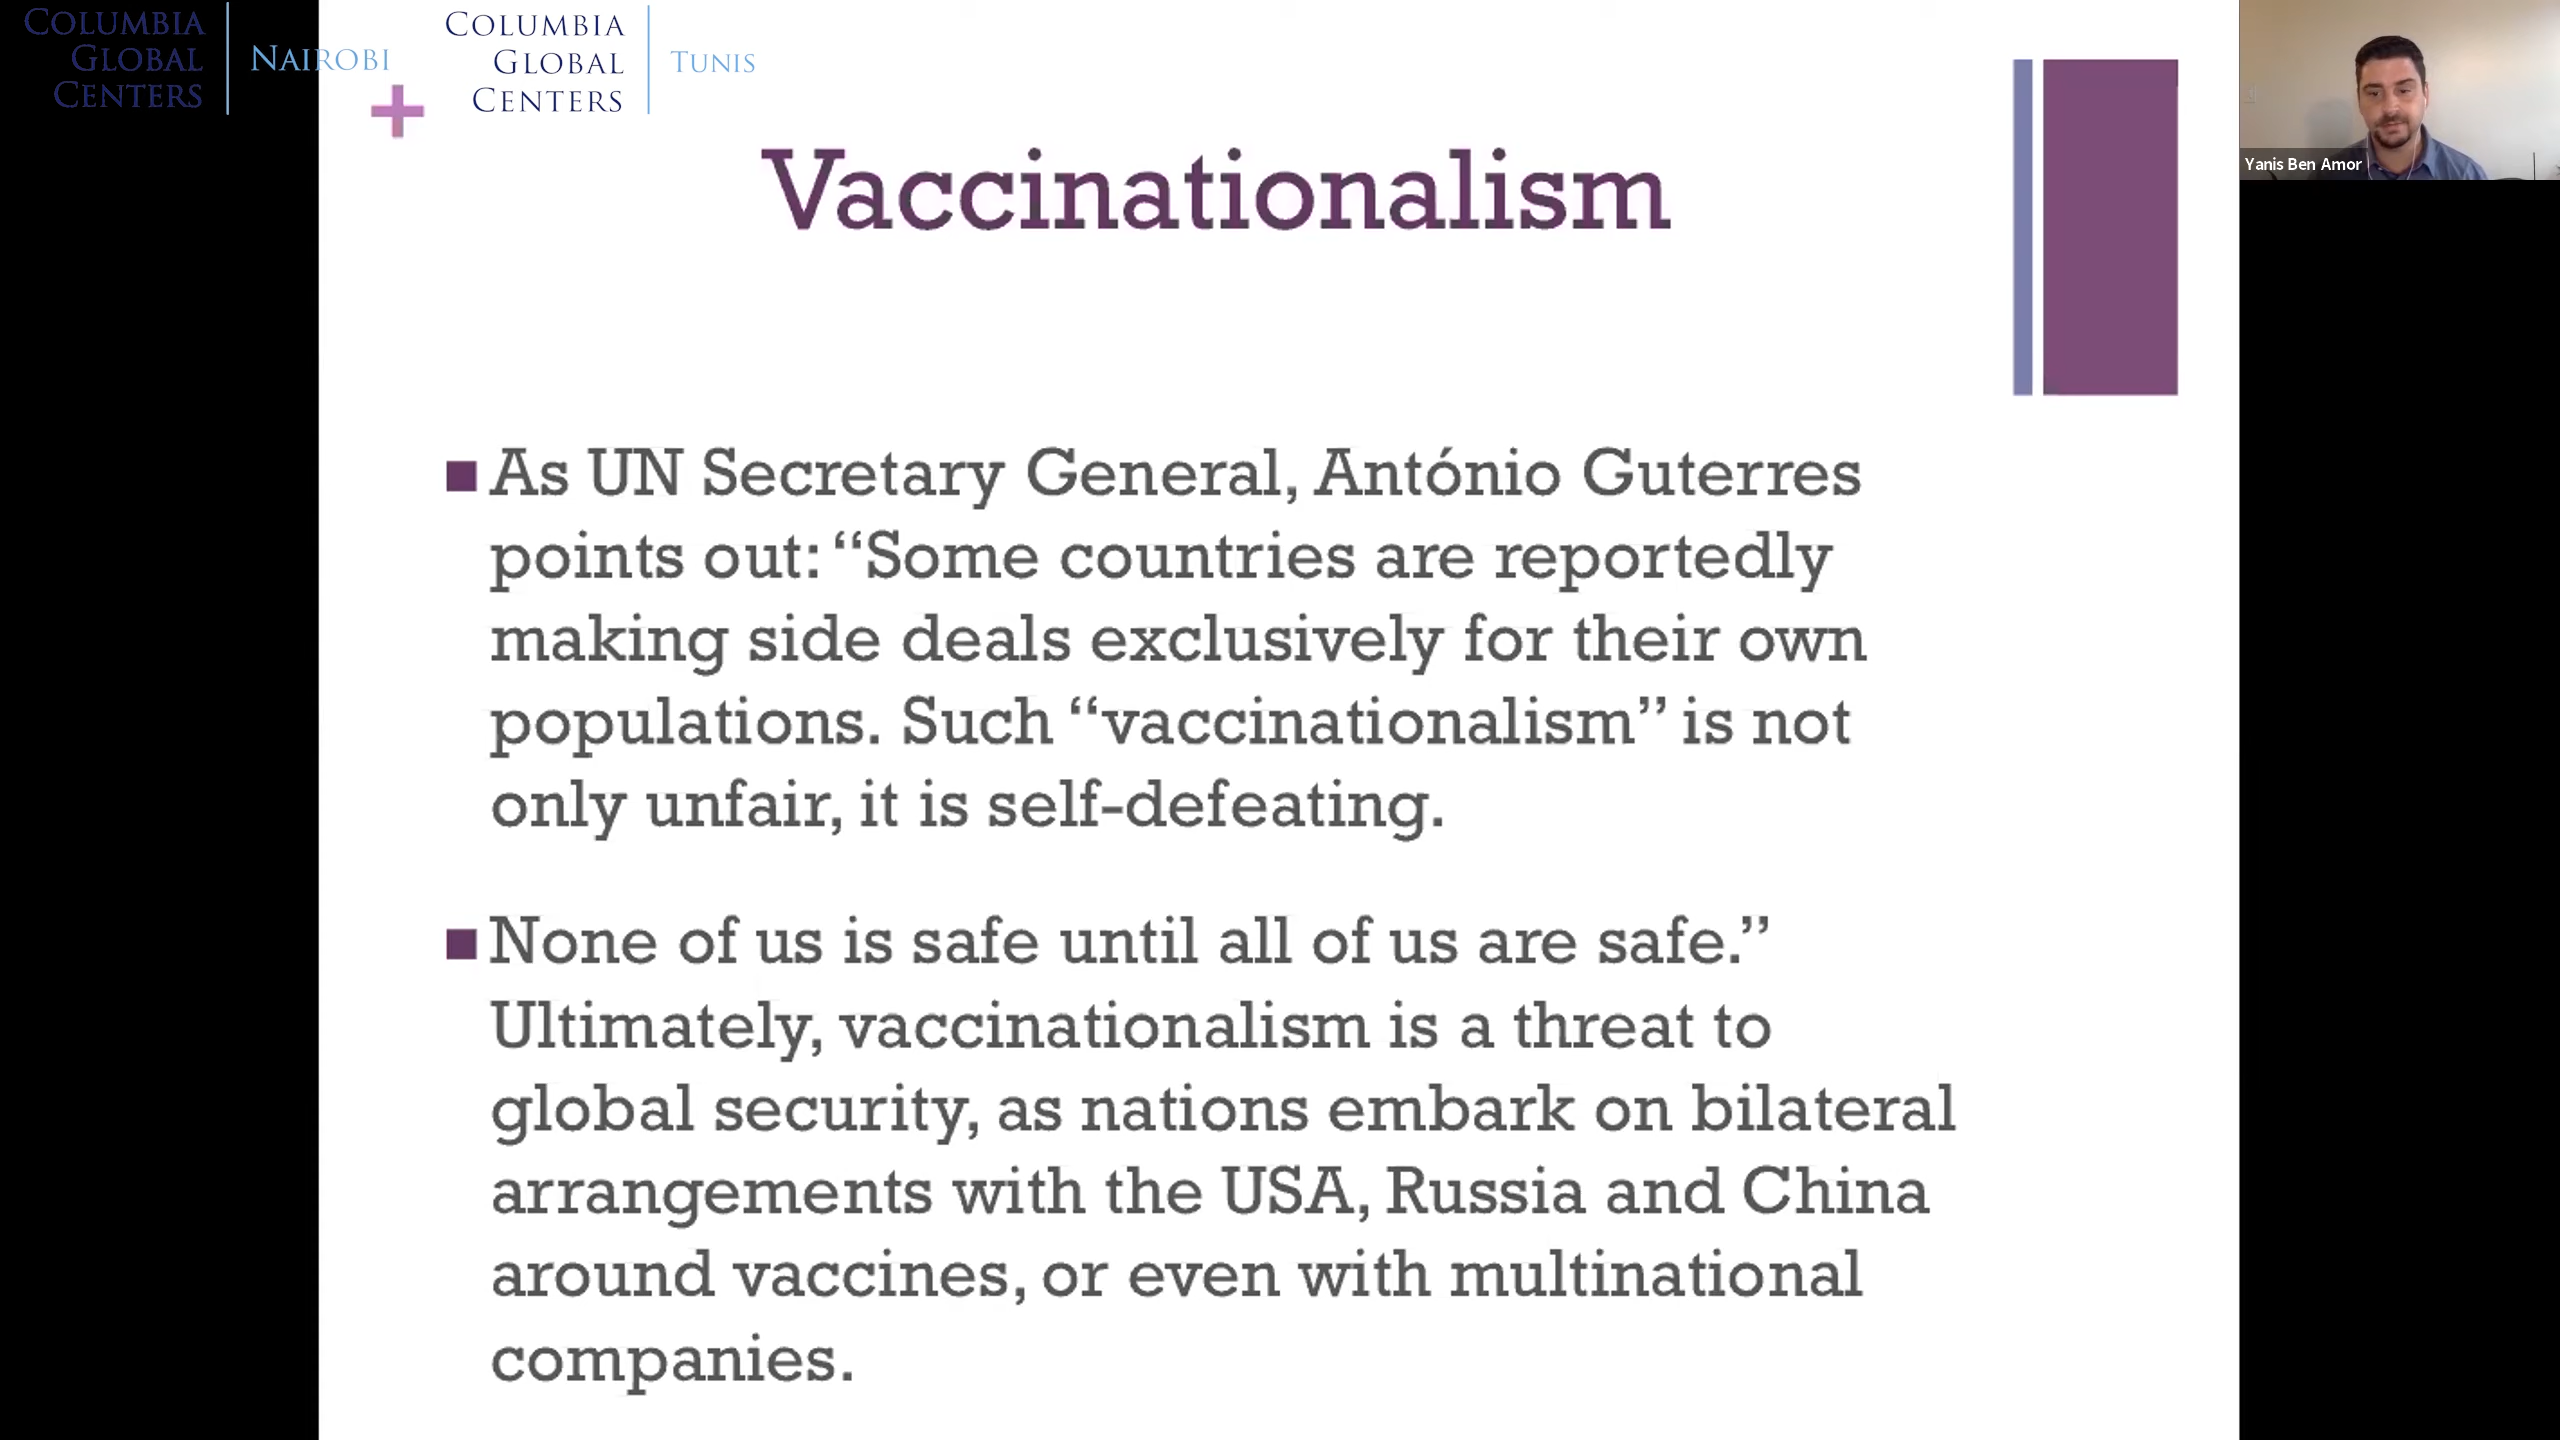 COLUMBIA
GLOBAL
CENTERS
NAIROBI
COLUMBIA
GLOBAL
CENTERS
TUNIS
Yanis Ben Amor
+
Vaccinationalism
■ As UN Secretary General, António Guterres
points out: “Some countries are reportedly
making side deals exclusively for their own
populations. Such “vaccinationalism” is not
only unfair, it is self-defeating.
■ None of us is safe until all of us are safe.”
Ultimately, vaccinationalism is a threat to
global security, as nations embark on bilateral
arrangements with the USA, Russia and China
around vaccines, or even with multinational
companies.